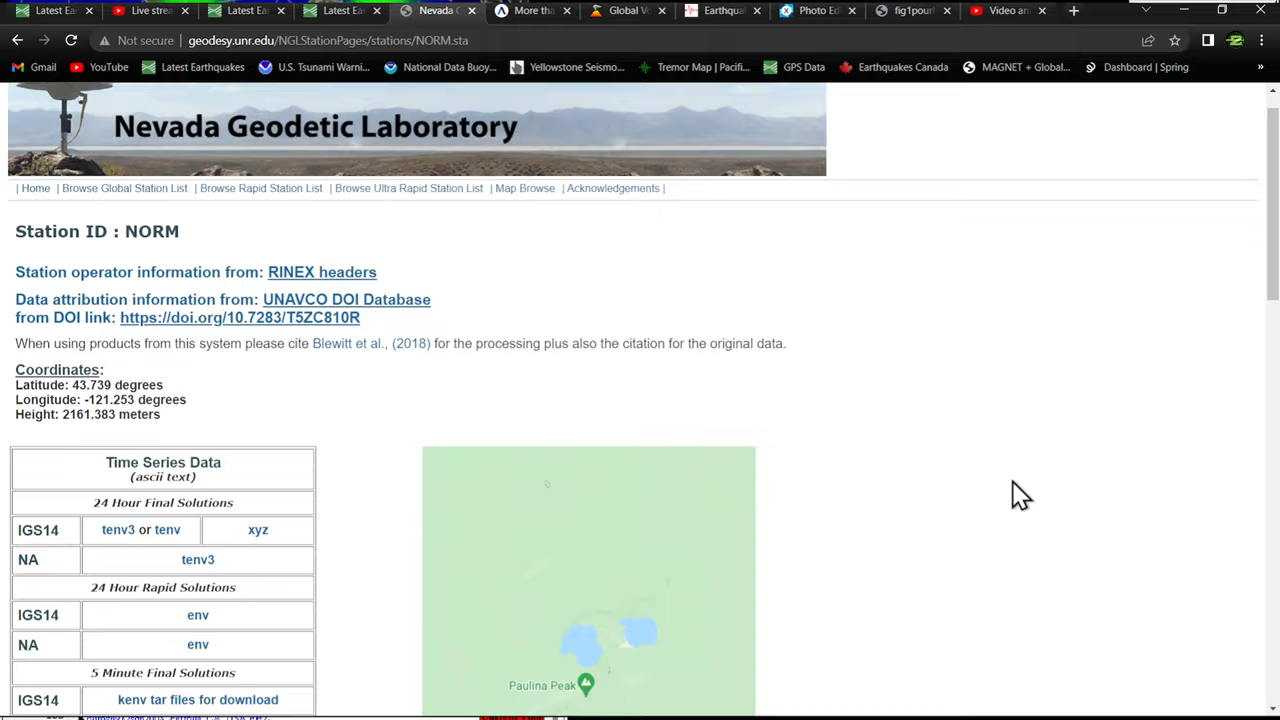 Latest Ea
Live strea
Latest Ea
Latest Ea
Nevada G
More tha
Global Ve
Earthqua
Photo Ed
fig1pourh
Video an
Not secure
geodesy.unr.edu/NGLStationPages/stations/NORM.sta
Gmail
YouTube
Latest Earthquakes
U.S. Tsunami Warni...
National Data Buoy...
Yellowstone Seismo...
Tremor Map | Pacifi...
GPS Data
Earthquakes Canada
MAGNET + Global...
Dashboard | Spring
»
Nevada Geodetic Laboratory
| Home | Browse Global Station List | Browse Rapid Station List | Browse Ultra Rapid Station List | Map Browse | Acknowledgements |
Station ID : NORM
Station operator information from: RINEX headers
Data attribution information from: UNAVCO DOI Database
from DOI link: https://doi.org/10.7283/T5ZC810R
When using products from this system please cite Blewitt et al., (2018) for the processing plus also the citation for the original data.
Coordinates:
Latitude: 43.739 degrees
Longitude: -121.253 degrees
Height: 2161.383 meters
Time Series Data
(ascii text)
24 Hour Final Solutions
IGS14 tenv3 or tenv xyz
NA tenv3
24 Hour Rapid Solutions
IGS14 env
NA env
5 Minute Final Solutions
IGS14 kenv tar files for download
Paulina Peak